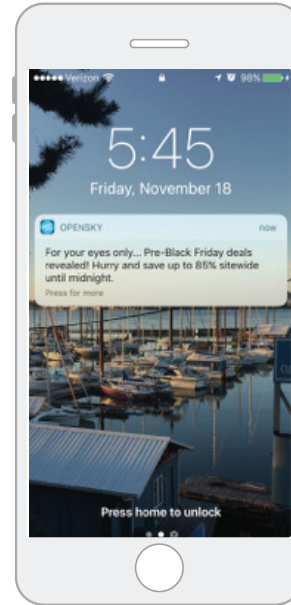 Verizon 98%
5:45
Friday, November 18
OPENSKY now
For your eyes only... Pre-Black Friday deals
revealed! Hurry and save up to 85% sitewide
until midnight.
Press for more
Press home to unlock